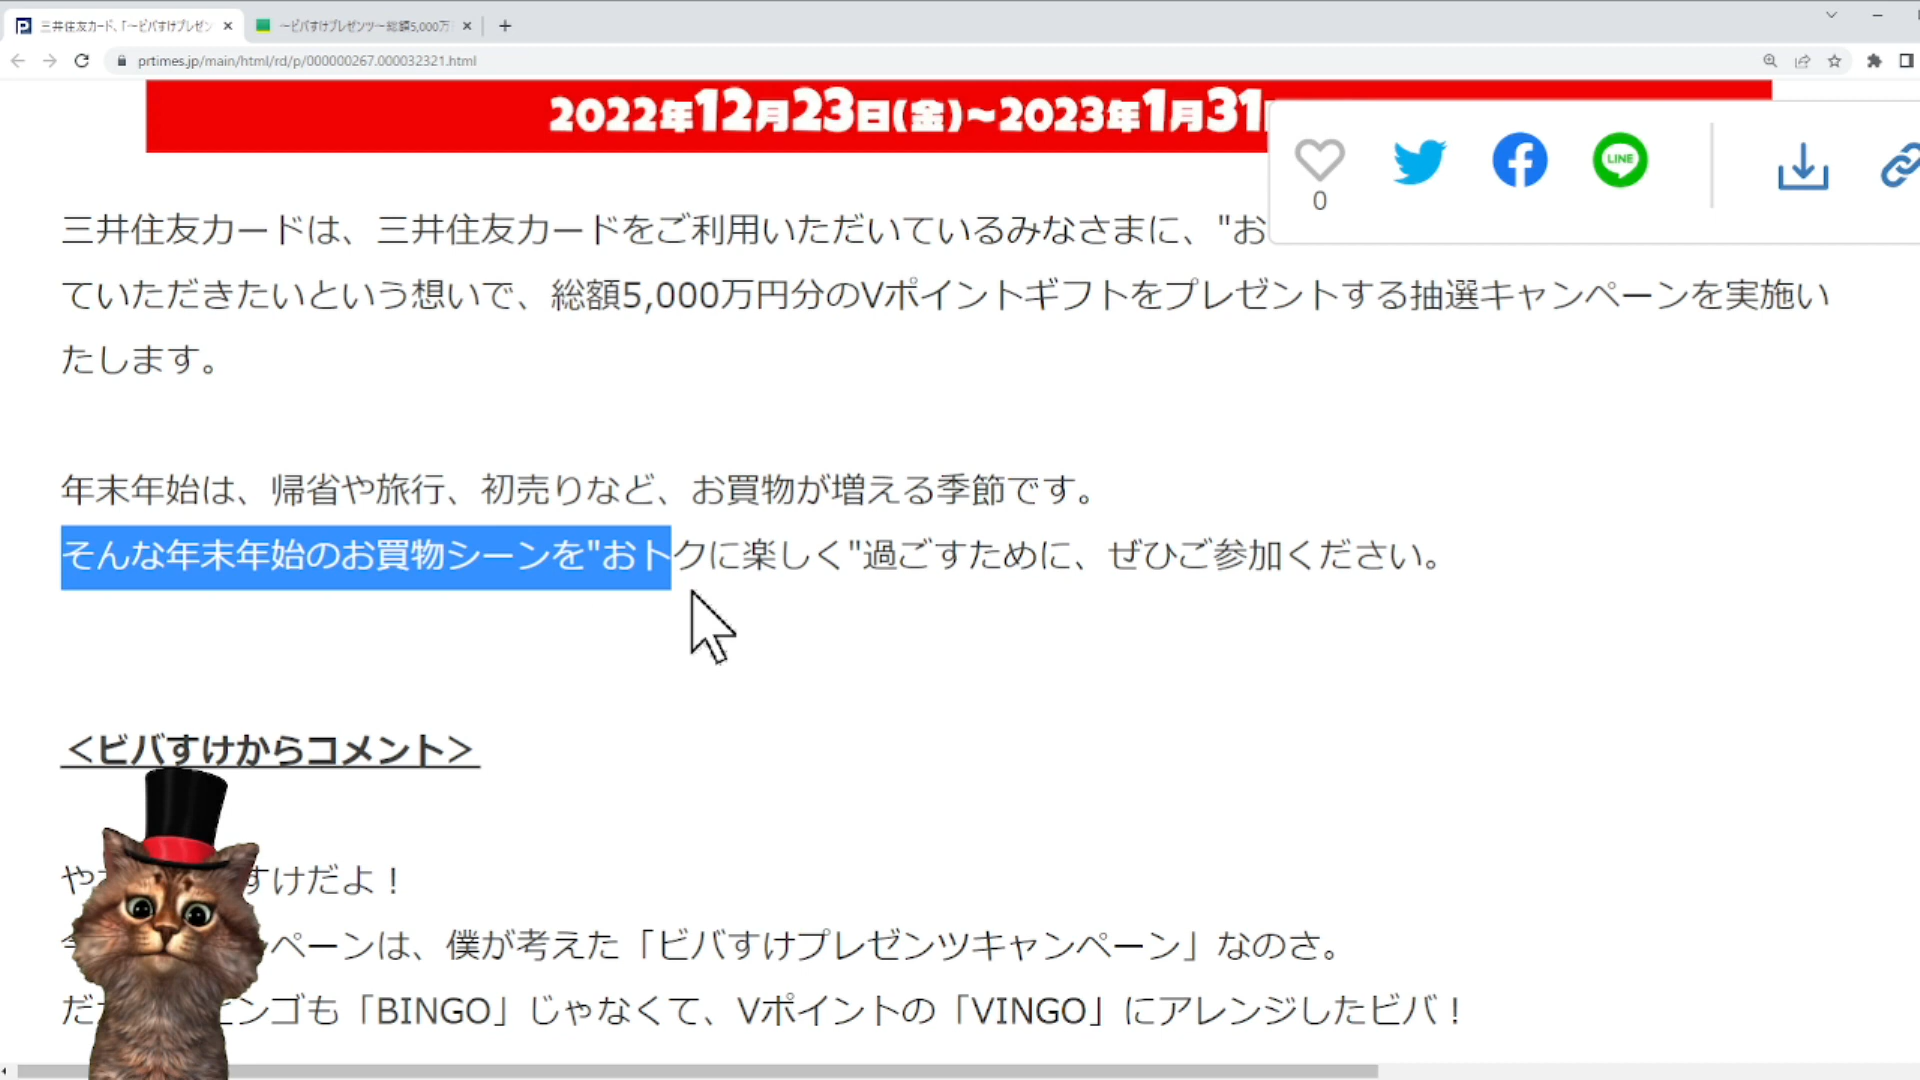 三井住友カード、「～ビバすけプレゼン
～ビバすけプレゼンツ～総額5,000万
prtimes.jp/main/html/rd/p/000000267.000032321.html
2022年12月23日(金)～2023年1月31
0
LINE
三井住友カードは、三井住友カードをご利用いただいているみなさまに、"お
ていただきたいという想いで、総額5,000万円分のVポイントギフトをプレゼントする抽選キャンペーンを実施い
たします。
年末年始は、帰省や旅行、初売りなど、お買物が増える季節です。
そんな年末年始のお買物シーンを"おトクに楽しく"過ごすために、ぜひご参加ください。
＜ビバすけからコメント＞
や
すけだよ！
ペーンは、僕が考えた「ビバすけプレゼンツキャンペーン」なのさ。
だ
ンゴも「BINGO」じゃなくて、Vポイントの「VINGO」にアレンジしたビバ！